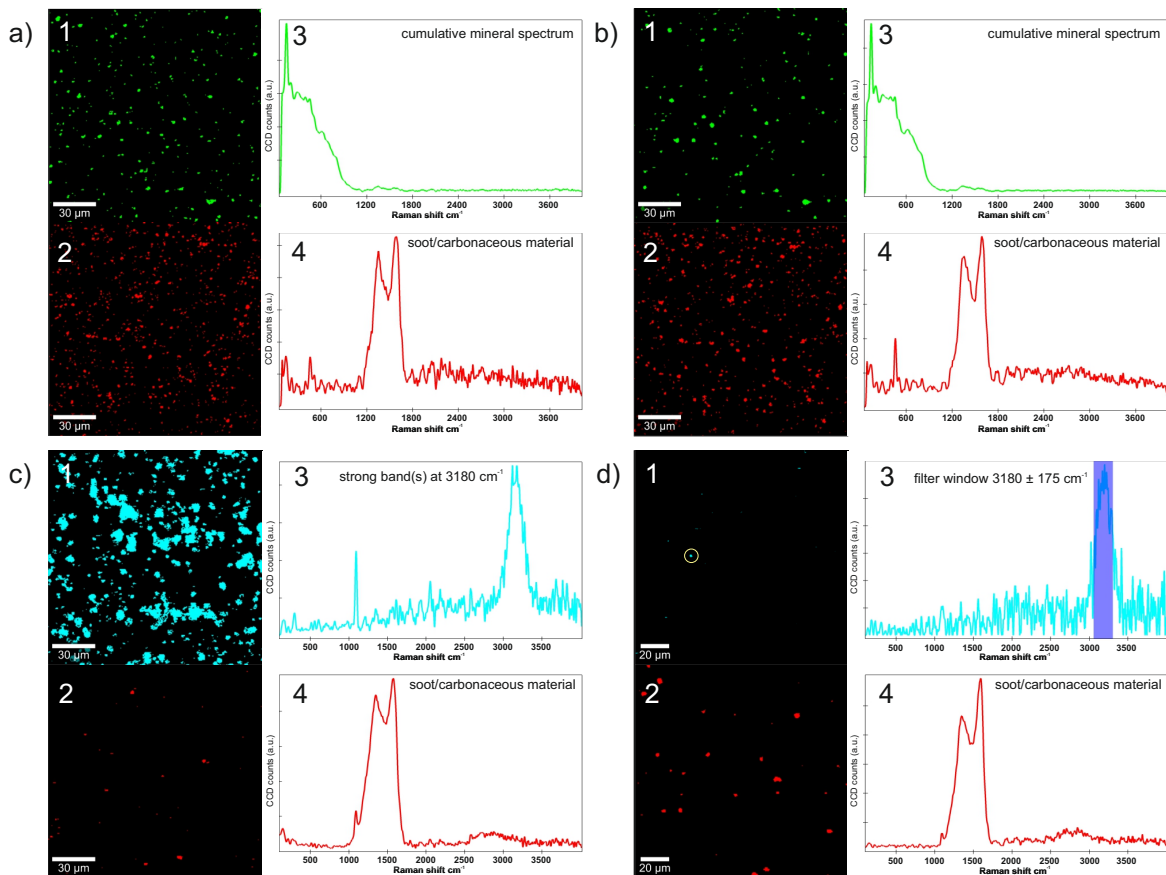 a)
1
30 µm
2
30 µm
3
cumulative mineral spectrum
CCD counts (a.u.)
600 1200 1800 2400 3000 3600
Raman shift cm⁻¹
4
soot/carbonaceous material
CCD counts (a.u.)
600 1200 1800 2400 3000 3600
Raman shift cm⁻¹
b)
1
30 µm
2
30 µm
3
cumulative mineral spectrum
CCD counts (a.u.)
600 1200 1800 2400 3000 3600
Raman shift cm⁻¹
4
soot/carbonaceous material
CCD counts (a.u.)
600 1200 1800 2400 3000 3600
Raman shift cm⁻¹
c)
1
30 µm
2
30 µm
3
strong band(s) at 3180 cm⁻¹
CCD counts (a.u.)
500 1000 1500 2000 2500 3000 3500
Raman shift cm⁻¹
4
soot/carbonaceous material
CCD counts (a.u.)
500 1000 1500 2000 2500 3000 3500
Raman shift cm⁻¹
d)
1
20 µm
2
20 µm
3
filter window 3180 ± 175 cm⁻¹
CCD counts (a.u.)
500 1000 1500 2000 2500 3000 3500
Raman shift cm⁻¹
4
soot/carbonaceous material
CCD counts (a.u.)
500 1000 1500 2000 2500 3000 3500
Raman shift cm⁻¹